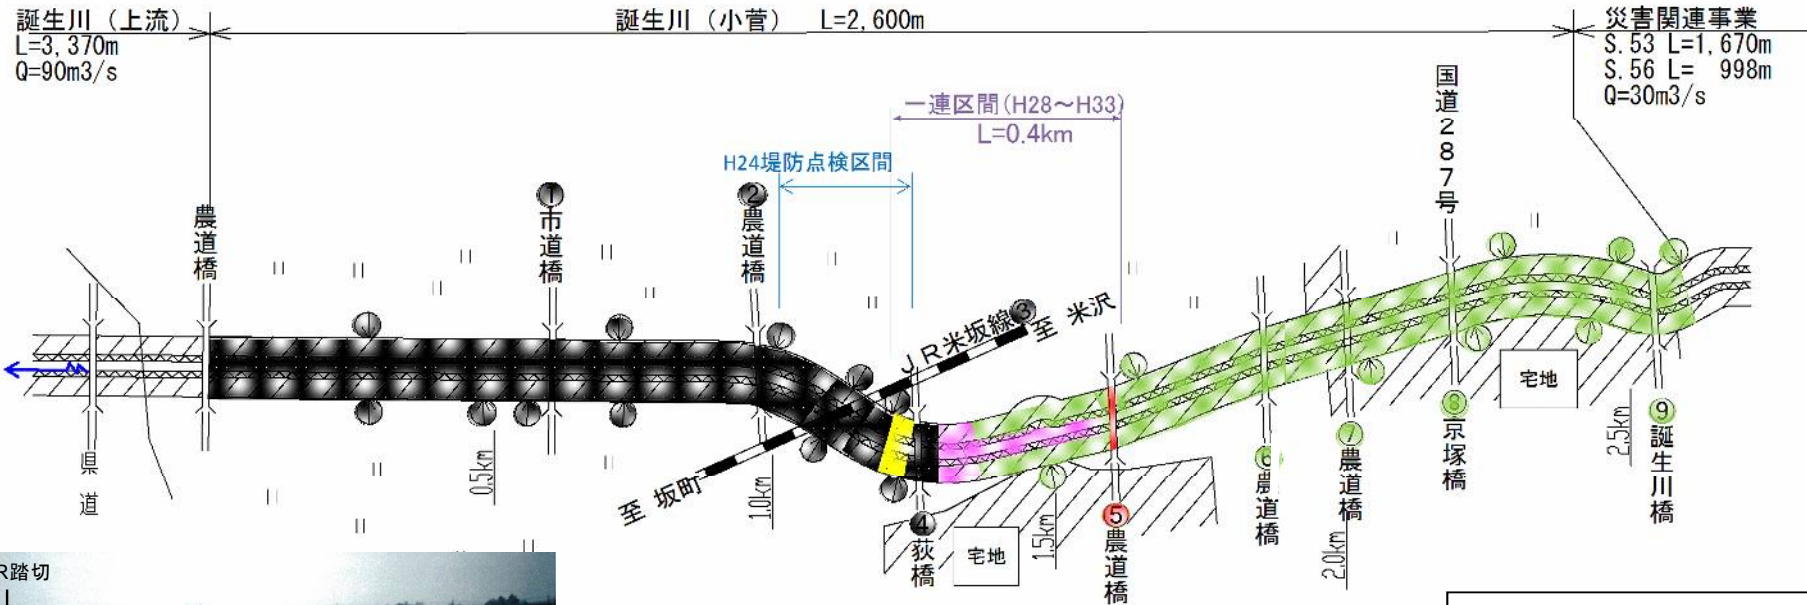 誕生川(上流)
L=3,370m
Q=90m3/s
誕生川(小菅) L=2,600m
災害関連事業
S.53 L=1,670m
S.56 L= 998m
Q=30m3/s
一連区間(H28~H33)
L=0.4km
H24堤防点検区間
国道287号
農道橋
①
市道橋
②
農道橋
JR米坂線
③
至 米沢
至 坂町
県道
0.5km
1.0km
④
荻橋
宅地
1.5km
⑤
農道橋
⑥
農道橋
⑦
農道橋
2.0km
⑧
京塚橋
宅地
2.5km
⑨
誕生川橋
R踏切